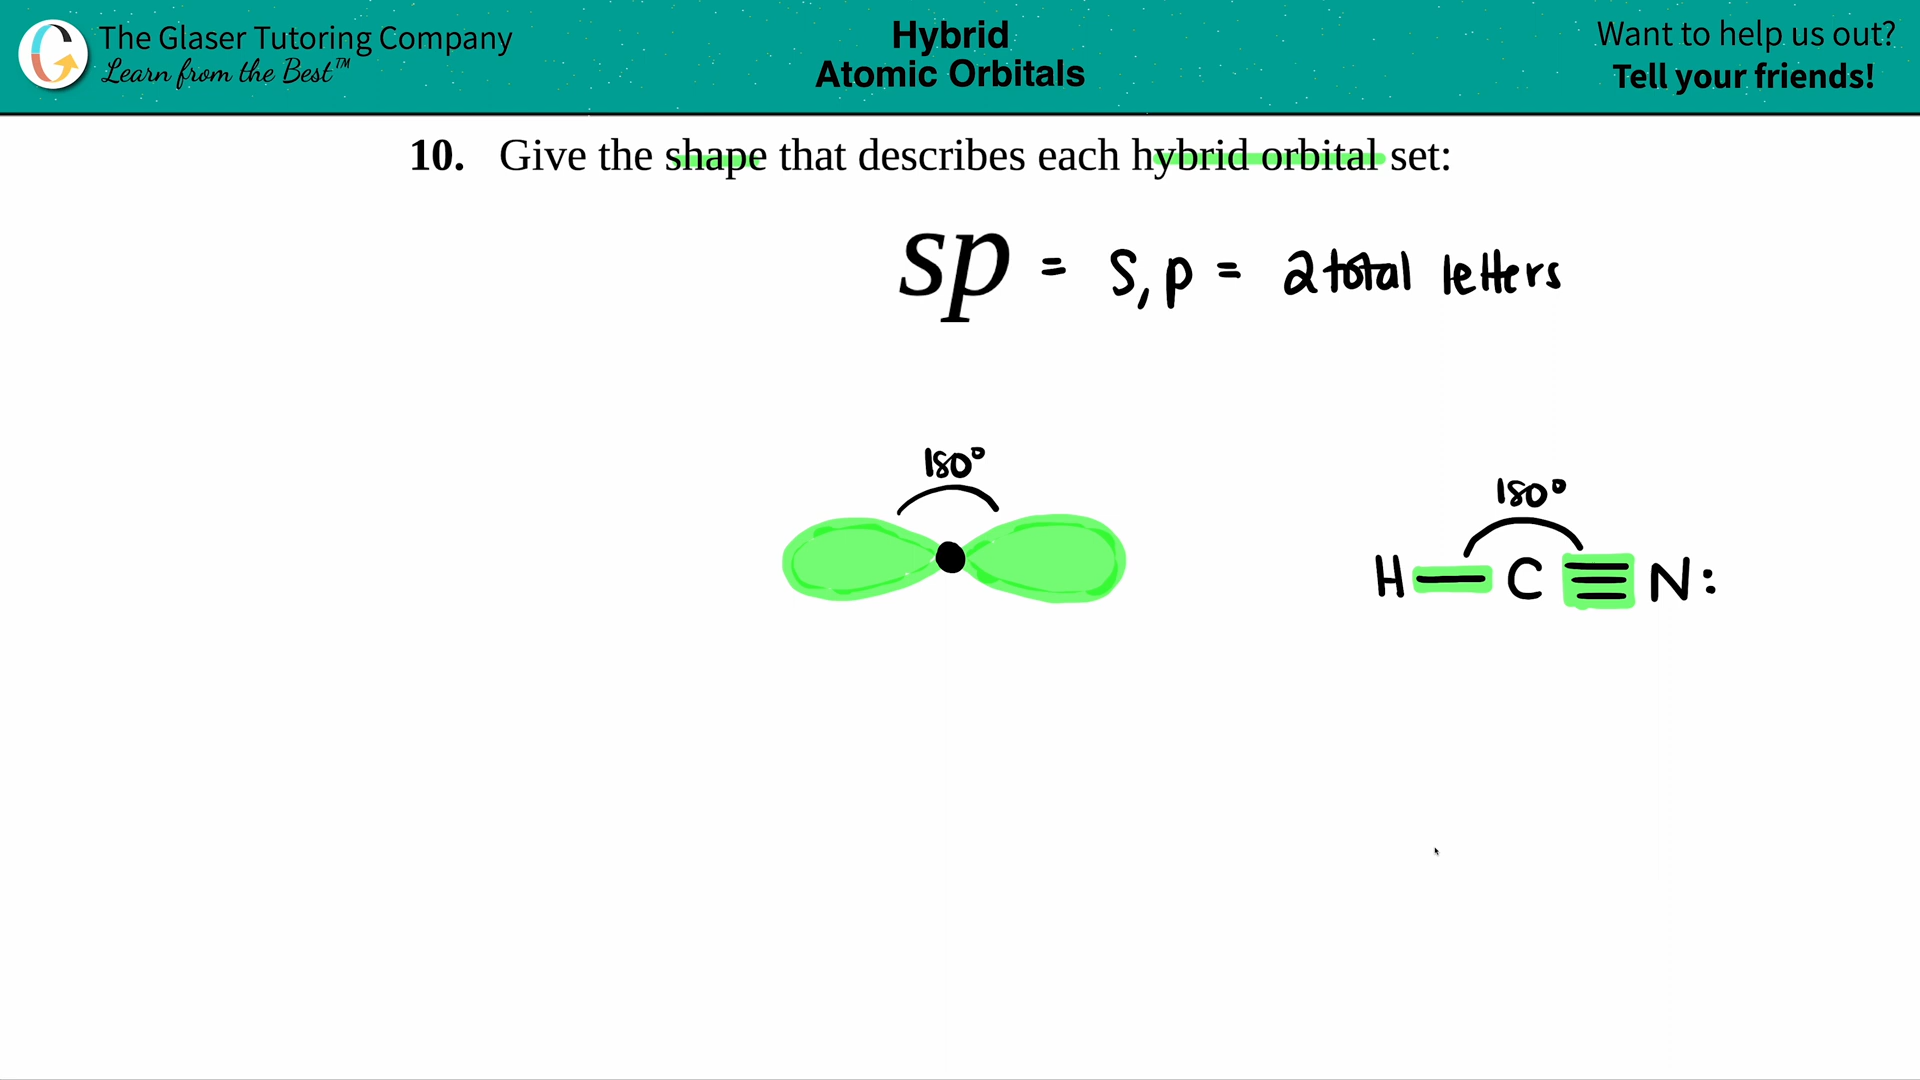 The Glaser Tutoring Company
Learn from the Best™
Hybrid
Atomic Orbitals
Want to help us out?
Tell your friends!
10. Give the shape that describes each hybrid orbital set:
sp = s, p = 2 total letters
180°
180°
H — C ≡ N: